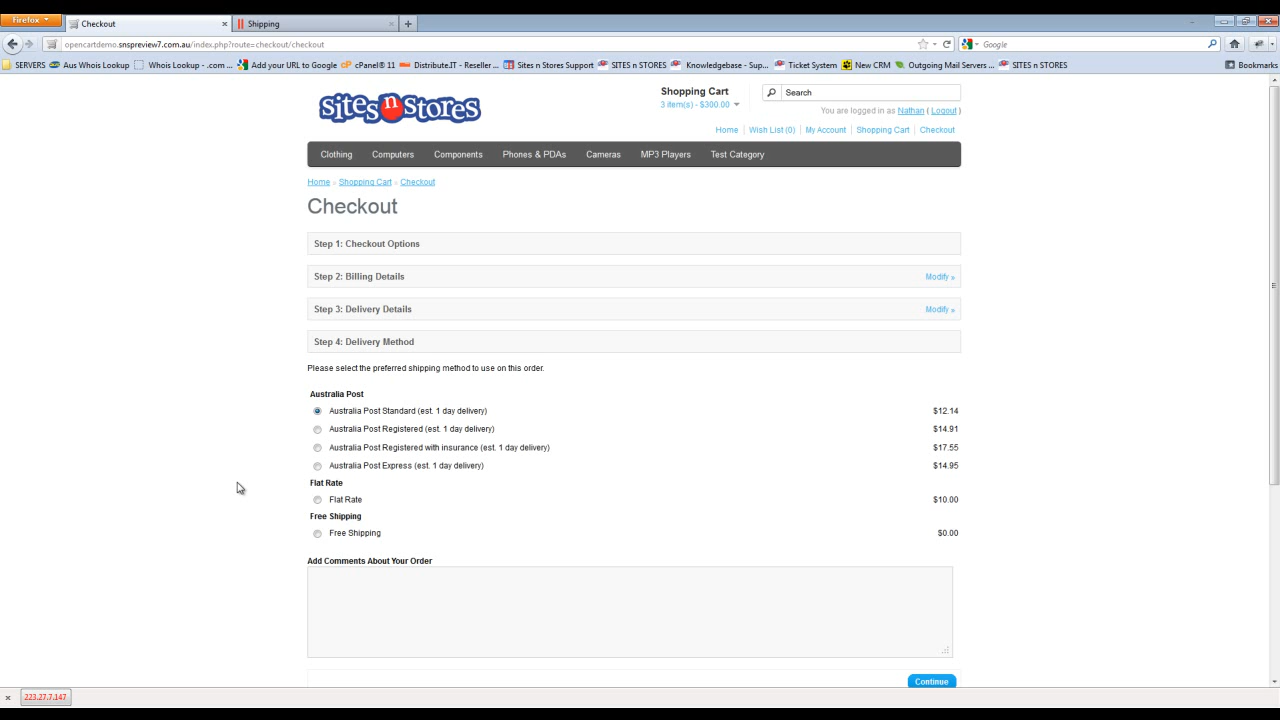 Firefox
Checkout
Shipping
opencartdemo.snspreview7.com.au/index.php?route=checkout/checkout
Google
SERVERS
Aus Whois Lookup
Whois Lookup - .com ...
Add your URL to Google
cPanel® 11
Distribute.IT - Reseller ...
Sites n Stores Support
SITES n STORES
Knowledgebase - Sup...
Ticket System
New CRM
Outgoing Mail Servers ...
SITES n STORES
Bookmarks
sites n stores
Shopping Cart
3 item(s) - $300.00
Search
You are logged in as Nathan ( Logout )
Home Wish List (0) My Account Shopping Cart Checkout
Clothing Computers Components Phones & PDAs Cameras MP3 Players Test Category
Home » Shopping Cart » Checkout
Checkout
Step 1: Checkout Options
Step 2: Billing Details Modify »
Step 3: Delivery Details Modify »
Step 4: Delivery Method
Please select the preferred shipping method to use on this order.
Australia Post
Australia Post Standard (est. 1 day delivery) $12.14
Australia Post Registered (est. 1 day delivery) $14.91
Australia Post Registered with insurance (est. 1 day delivery) $17.55
Australia Post Express (est. 1 day delivery) $14.95
Flat Rate
Flat Rate $10.00
Free Shipping
Free Shipping $0.00
Add Comments About Your Order
Continue
x 223.27.7.147